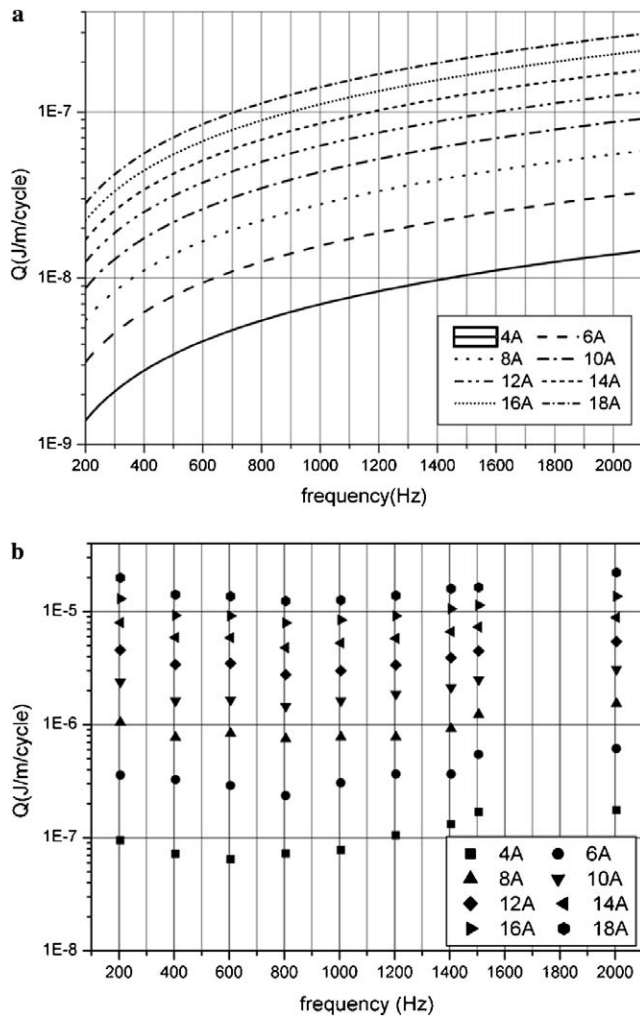 a
1E-7
1E-8
1E-9
Q(J/m/cycle)
4A 6A
8A 10A
12A 14A
16A 18A
200 400 600 800 1000 1200 1400 1600 1800 2000
frequency(Hz)
b
1E-5
1E-6
1E-7
1E-8
Q(J/m/cycle)
4A 6A
8A 10A
12A 14A
16A 18A
200 400 600 800 1000 1200 1400 1600 1800 2000
frequency (Hz)